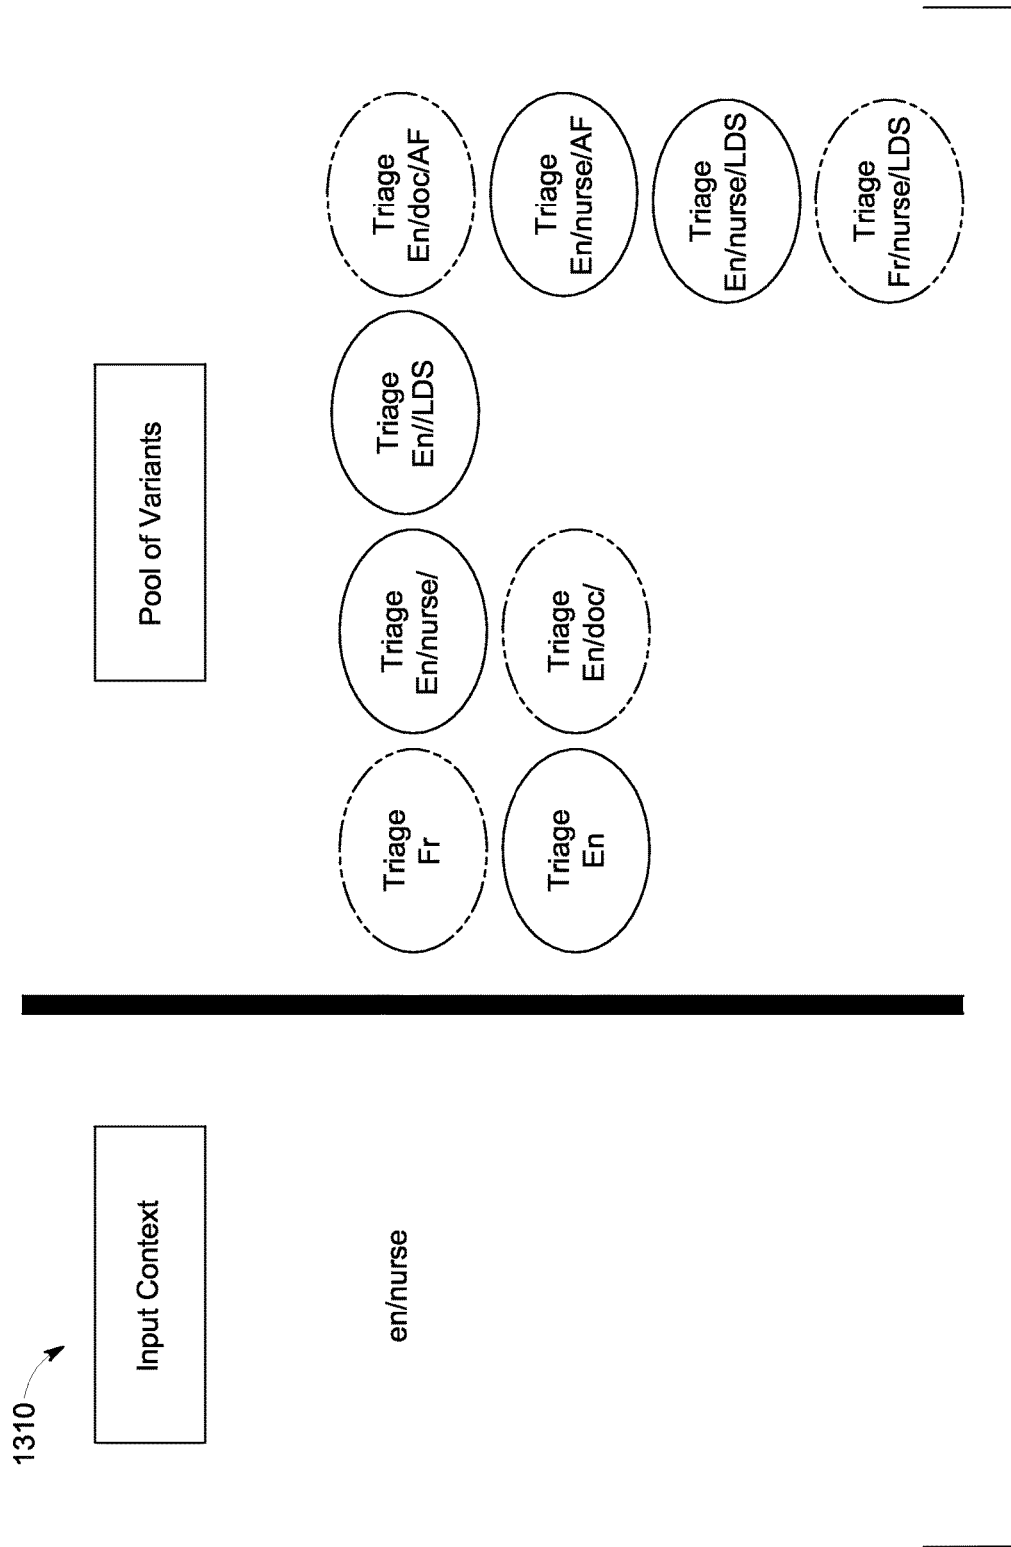 1310
Input Context
en/nurse
Pool of Variants
Triage
Fr
Triage
En/nurse/
Triage
En//LDS
Triage
En/doc/AF
Triage
En
Triage
En/doc/
Triage
En/nurse/AF
Triage
En/nurse/LDS
Triage
Fr/nurse/LDS